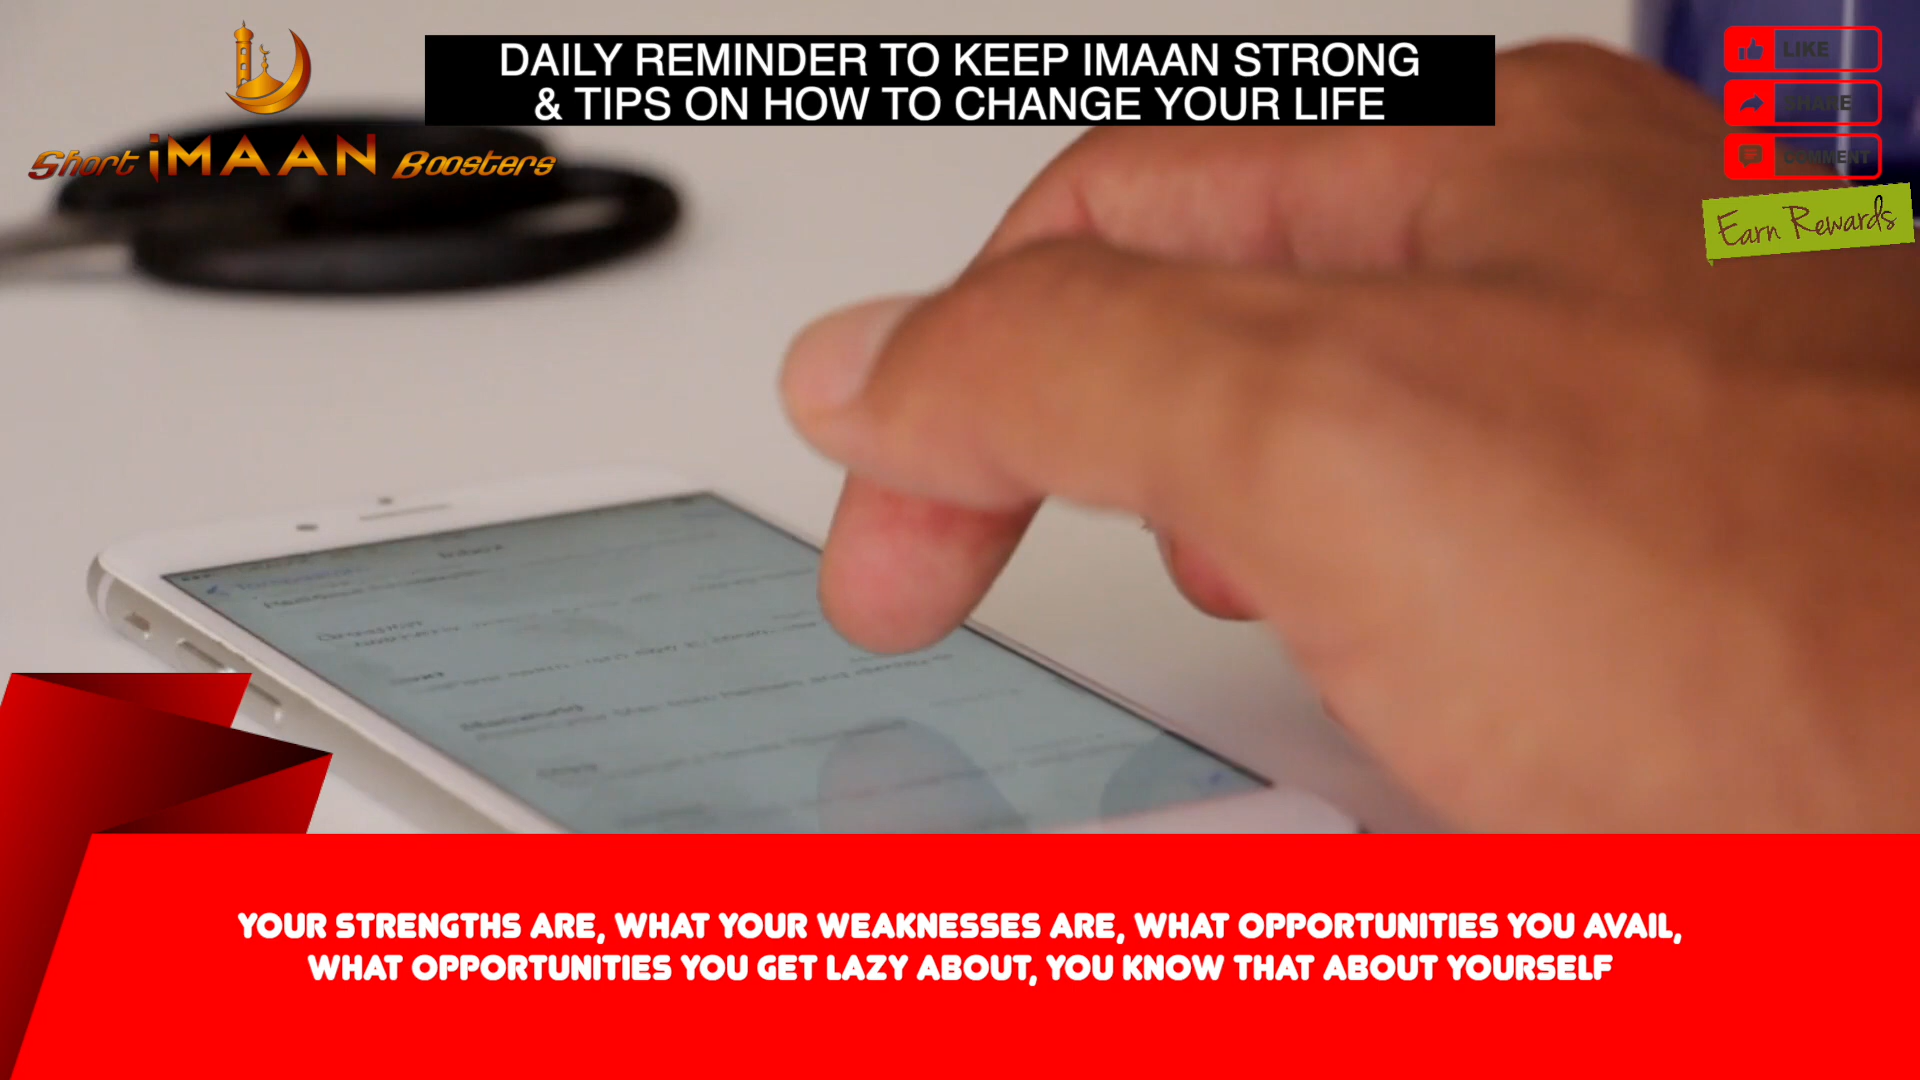 DAILY REMINDER TO KEEP IMAAN STRONG
& TIPS ON HOW TO CHANGE YOUR LIFE
Short iMAAN Boosters
LIKE
SHARE
COMMENT
Earn Rewards
YOUR STRENGTHS ARE, WHAT YOUR WEAKNESSES ARE, WHAT OPPORTUNITIES YOU AVAIL,
WHAT OPPORTUNITIES YOU GET LAZY ABOUT, YOU KNOW THAT ABOUT YOURSELF